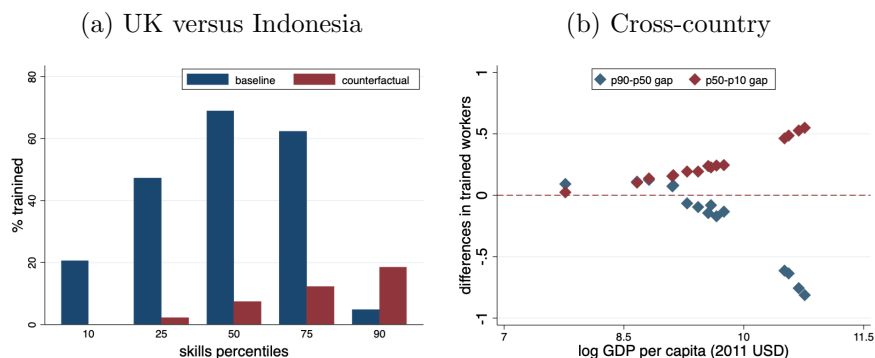 (a) UK versus Indonesia
baseline counterfactual
% trainined
80
60
40
20
0
10 25 50 75 90
skills percentiles
(b) Cross-country
p90-p50 gap p50-p10 gap
differences in trained workers
1
.5
0
-.5
-1
7 8.5 10 11.5
log GDP per capita (2011 USD)